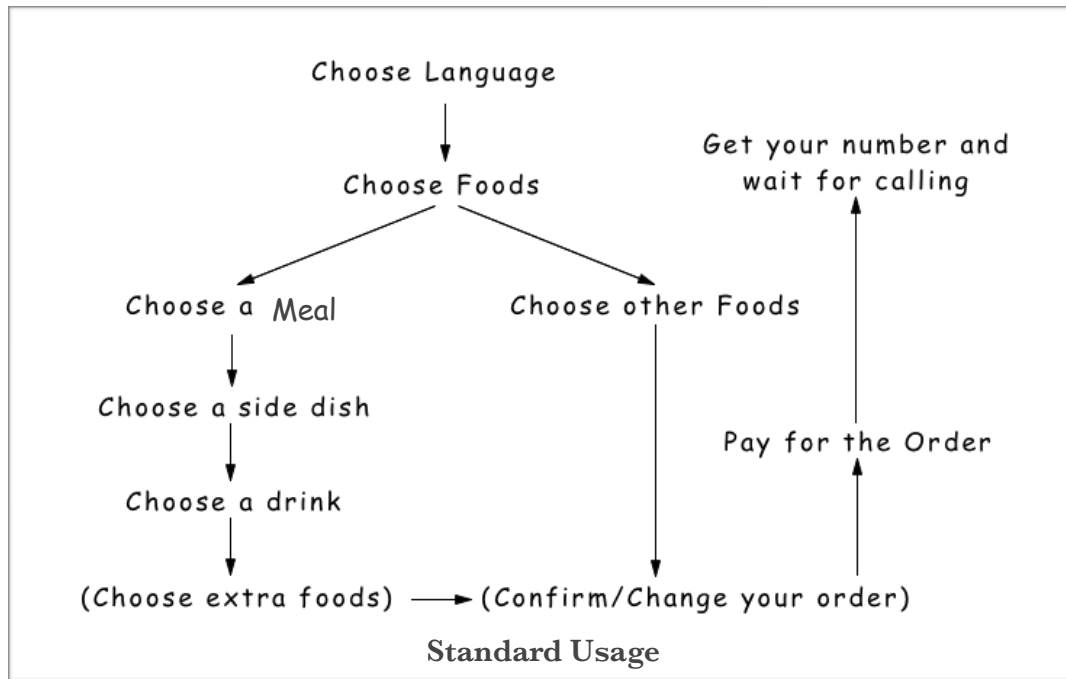 Choose Language
Choose Foods
Get your number and
wait for calling
Choose a Meal
Choose other Foods
Choose a side dish
Pay for the Order
Choose a drink
(Choose extra foods)
(Confirm/Change your order)
Standard Usage